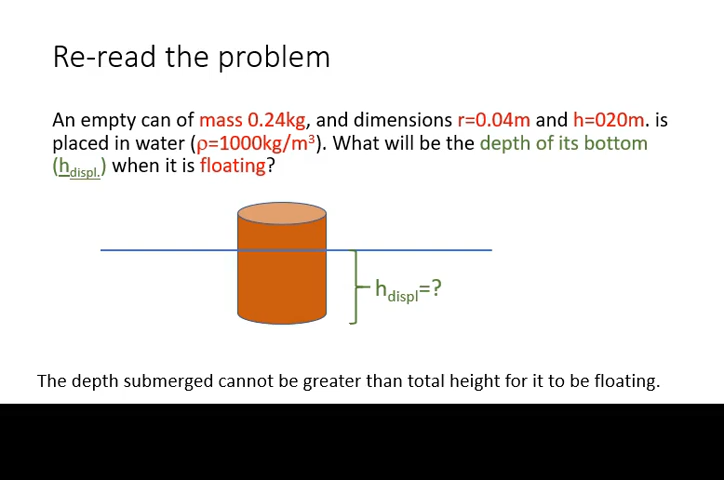 Re-read the problem
An empty can of mass 0.24kg, and dimensions r=0.04m and h=020m. is
placed in water (ρ=1000kg/m³). What will be the depth of its bottom
(h_displ.) when it is floating?
h_displ=?
The depth submerged cannot be greater than total height for it to be floating.